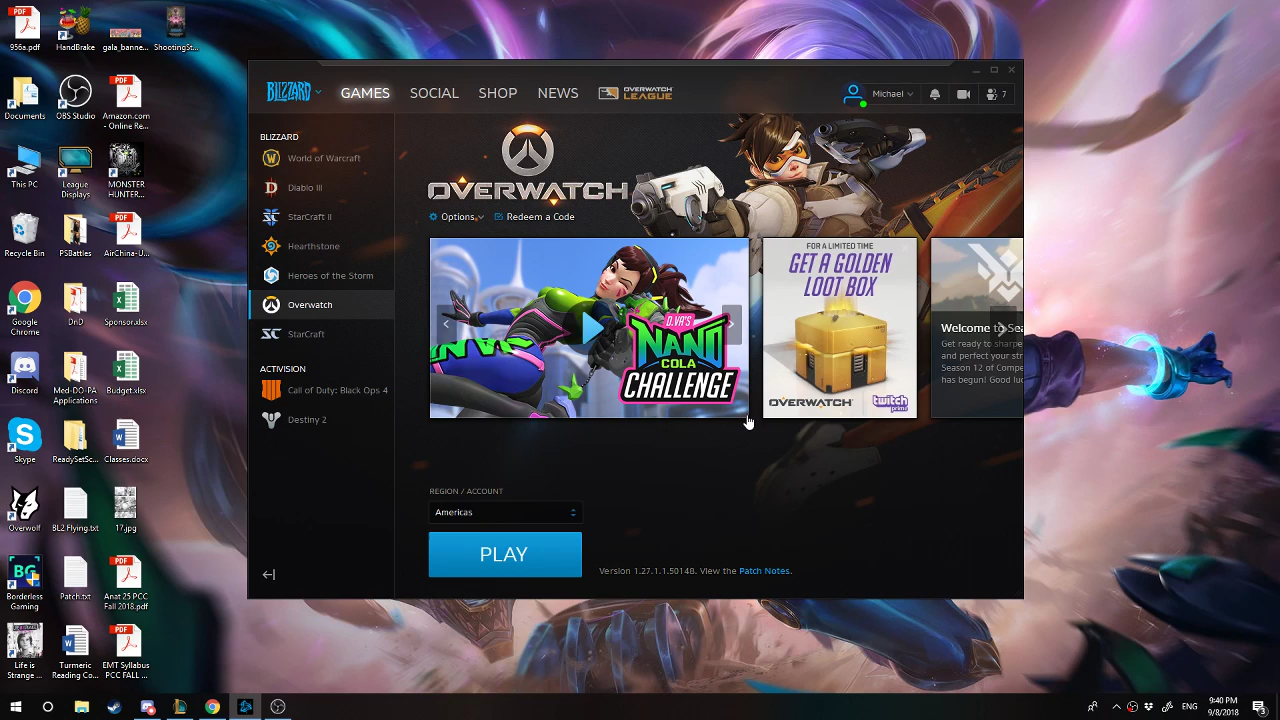 956a.pdf
HandBrake
gala_banne...
ShootingSt...
Documents
OBS Studio
Amazon.com
- Online Re...
This PC
League
Displays
MONSTER
HUNTER...
Recycle Bin
PSBattles
AirChina-U...
Google
Chrome
DnD
Sponsor.xlsx
Discord
Med-DO-PA
Applications
Budget.xlsx
Skype
ReadySetSc...
Classes.docx
Overwolf
BL2 Flying.txt
17.jpg
Borderless
Gaming
Patch.txt
Anat 25 PCC
Fall 2018.pdf
Life is
Strange ...
Turmeric
PCC Syllabus
PDF
BG
BLIZZARD
GAMES
SOCIAL
SHOP
NEWS
OVERWATCH
LEAGUE
Michael
7
BLIZZARD
World of Warcraft
Diablo III
StarCraft II
Hearthstone
Heroes of the Storm
Overwatch
StarCraft
ACTIVISION
Call of Duty: Black Ops 4
Destiny 2
OVERWATCH
Options
Redeem a Code
D.VA'S
NANO
COLA
CHALLENGE
FOR A LIMITED TIME
GET A GOLDEN
LOOT BOX
OVERWATCH
twitch
prime
Welcome to Sea
Get ready to sharpe
and perfect your str
Season 12 of Compe
has begun! Good luc
REGION / ACCOUNT
Americas
PLAY
Version 1.27.1.1.50148. View the Patch Notes.
ENG
9:40 PM
9/8/2018
3